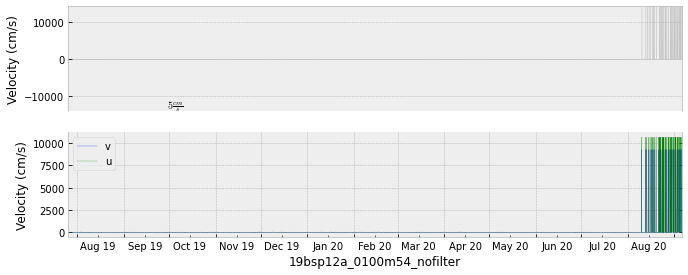 Velocity (cm/s)
10000
0
−10000
5 cm/s
Velocity (cm/s)
10000
7500
5000
2500
0
v
u
Aug 19 Sep 19 Oct 19 Nov 19 Dec 19 Jan 20 Feb 20 Mar 20 Apr 20 May 20 Jun 20 Jul 20 Aug 20
19bsp12a_0100m54_nofilter